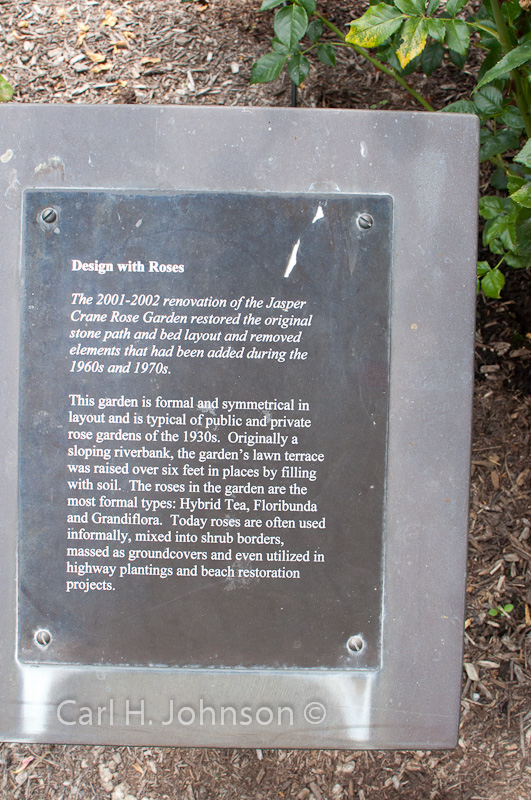 Design with Roses
The 2001-2002 renovation of the Jasper
Crane Rose Garden restored the original
stone path and bed layout and removed
elements that had been added during the
1960s and 1970s.
This garden is formal and symmetrical in
layout and is typical of public and private
rose gardens of the 1930s.  Originally a
sloping riverbank, the garden's lawn terrace
was raised over six feet in places by filling
with soil.  The roses in the garden are the
most formal types: Hybrid Tea, Floribunda
and Grandiflora.  Today roses are often used
informally, mixed into shrub borders,
massed as groundcovers and even utilized in
highway plantings and beach restoration
projects.
Carl H. Johnson ©